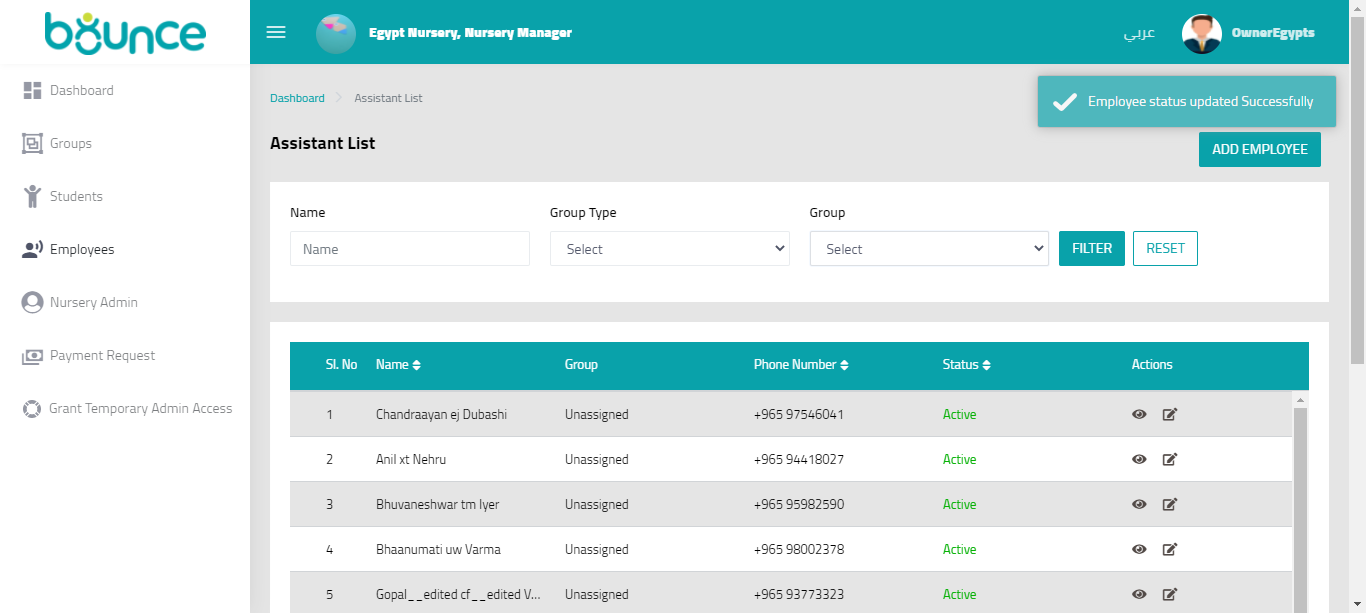 bounce
Egypt Nursery, Nursery Manager
عربي
OwnerEgypts
Dashboard
Groups
Students
Employees
Nursery Admin
Payment Request
Grant Temporary Admin Access
Dashboard Assistant List
Employee status updated Successfully
Assistant List
ADD EMPLOYEE
Name Group Type Group
Name Select Select FILTER RESET
Sl. No Name Group Phone Number Status Actions
1 Chandraayan ej Dubashi Unassigned +965 97546041 Active
2 Anil xt Nehru Unassigned +965 94418027 Active
3 Bhuvaneshwar tm Iyer Unassigned +965 95982590 Active
4 Bhaanumati uw Varma Unassigned +965 98002378 Active
5 Gopal__edited cf__edited V... Unassigned +965 93773323 Active